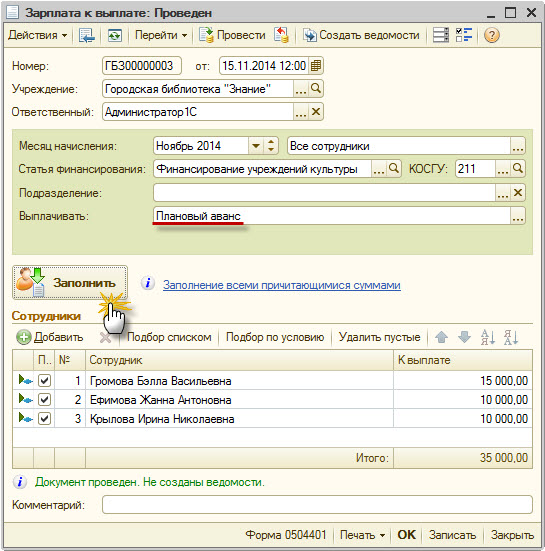 Зарплата к выплате: Проведен
Действия Перейти Провести Создать ведомости
Номер: ГБЗ00000003 от: 15.11.2014 12:00
Учреждение: Городская библиотека "Знание"
Ответственный: Администратор1С
Месяц начисления: Ноябрь 2014 Все сотрудники
Статья финансирования: Финансирование учреждений культуры КОСГУ: 211
Подразделение:
Выплачивать: Плановый аванс
Заполнить Заполнение всеми причитающимися суммами
Сотрудники
Добавить Подбор списком Подбор по условию Удалить пустые
П.. № Сотрудник К выплате
1 Громова Бэлла Васильевна 15 000,00
2 Ефимова Жанна Антоновна 10 000,00
3 Крылова Ирина Николаевна 10 000,00
Итого: 35 000,00
Документ проведен. Не созданы ведомости.
Комментарий:
Форма 0504401 Печать OK Записать Закрыть